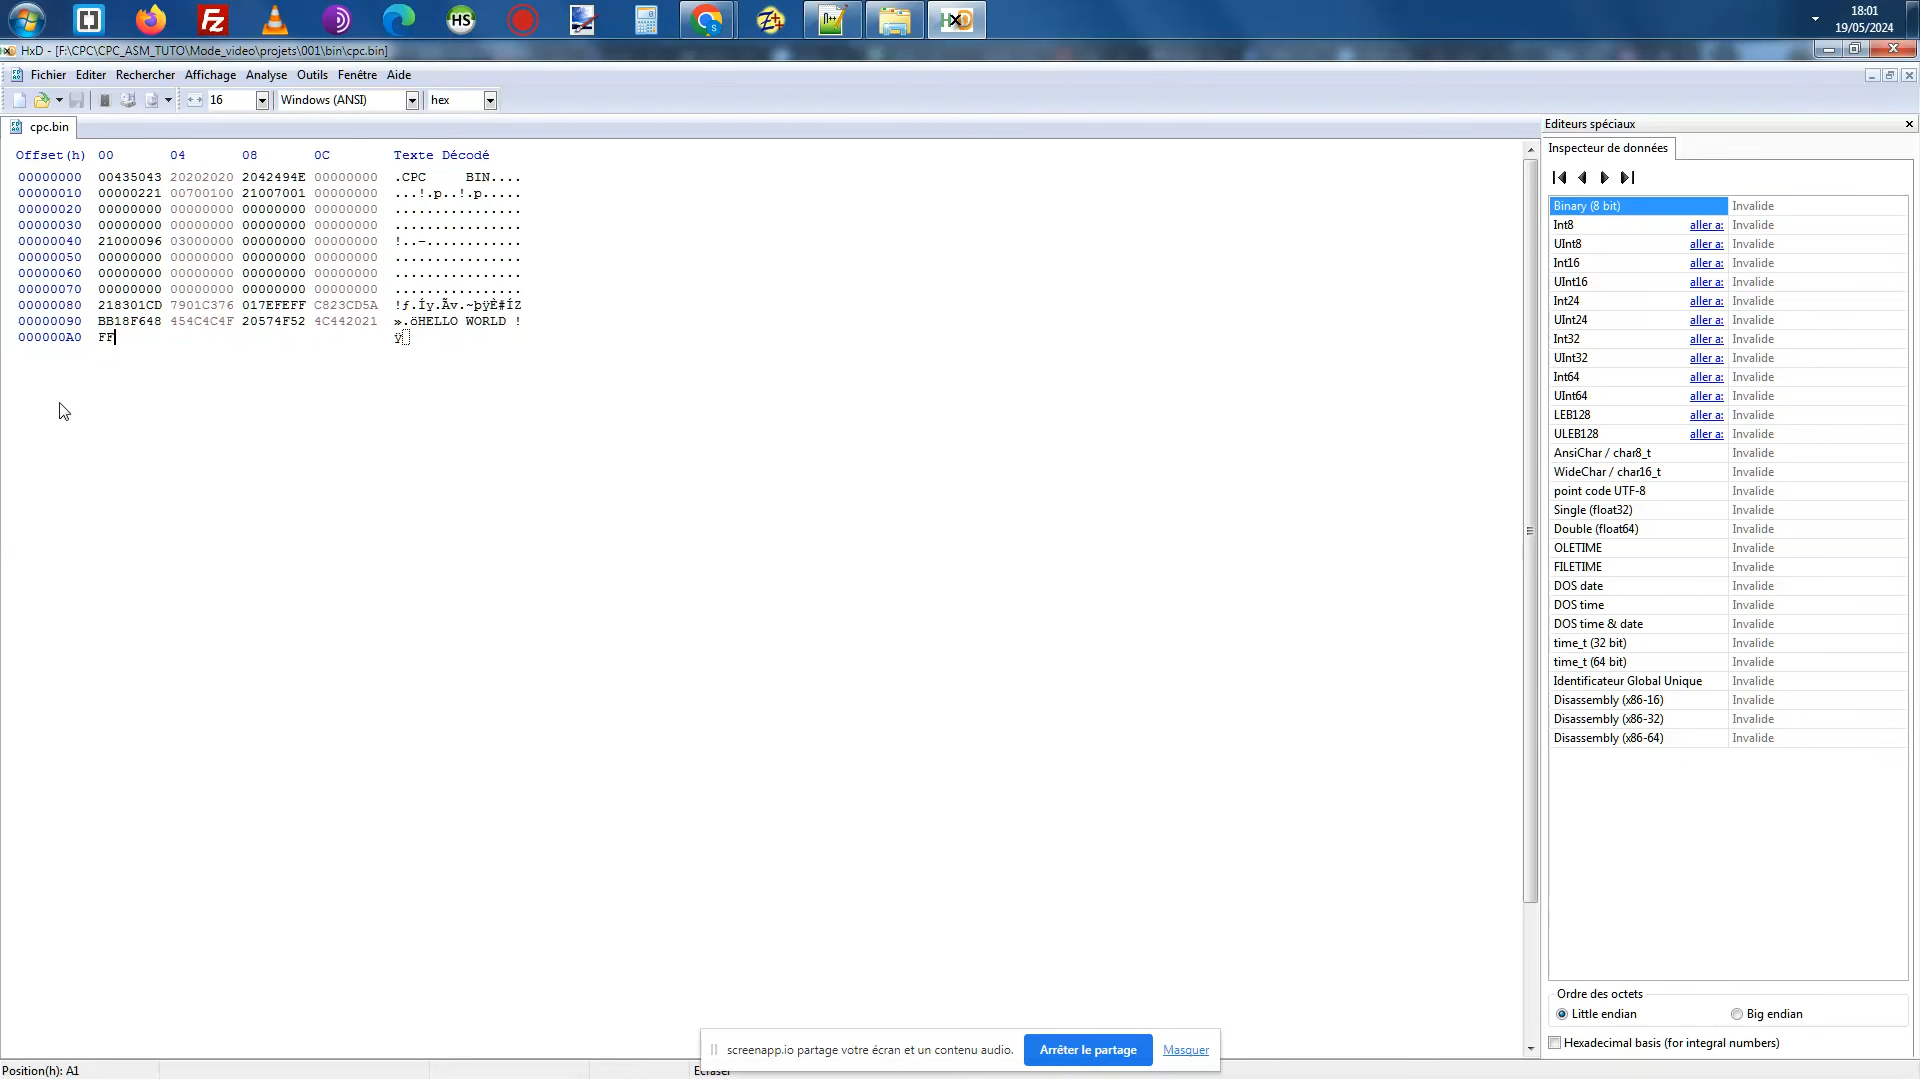 18:01
19/05/2024
HxD - [F:\CPC\CPC_ASM_TUTO\Mode_video\projets\001\bin\cpc.bin]
Fichier Editer Rechercher Affichage Analyse Outils Fenêtre Aide
16 Windows (ANSI) hex
cpc.bin
Offset(h) 00 04 08 0C Texte Décodé
00000000 00435043 20202020 2042494E 00000000 .CPC     BIN....
00000010 00000221 00700100 21007001 00000000 ...!.p..!.p.....
00000020 00000000 00000000 00000000 00000000 ................
00000030 00000000 00000000 00000000 00000000 ................
00000040 21000096 03000000 00000000 00000000 !..–............
00000050 00000000 00000000 00000000 00000000 ................
00000060 00000000 00000000 00000000 00000000 ................
00000070 00000000 00000000 00000000 00000000 ................
00000080 218301CD 7901C376 017EFEFF C823CD5A !ƒ.Íy.Ãv.~þÿÈ#ÍZ
00000090 BB18F648 454C4C4F 20574F52 4C442021 ».öHELLO WORLD !
000000A0 FF ÿ
Editeurs spéciaux
Inspecteur de données
Binary (8 bit) Invalide
Int8 aller a: Invalide
UInt8 aller a: Invalide
Int16 aller a: Invalide
UInt16 aller a: Invalide
Int24 aller a: Invalide
UInt24 aller a: Invalide
Int32 aller a: Invalide
UInt32 aller a: Invalide
Int64 aller a: Invalide
UInt64 aller a: Invalide
LEB128 aller a: Invalide
ULEB128 aller a: Invalide
AnsiChar / char8_t Invalide
WideChar / char16_t Invalide
point code UTF-8 Invalide
Single (float32) Invalide
Double (float64) Invalide
OLETIME Invalide
FILETIME Invalide
DOS date Invalide
DOS time Invalide
DOS time & date Invalide
time_t (32 bit) Invalide
time_t (64 bit) Invalide
Identificateur Global Unique Invalide
Disassembly (x86-16) Invalide
Disassembly (x86-32) Invalide
Disassembly (x86-64) Invalide
Ordre des octets
Little endian Big endian
Hexadecimal basis (for integral numbers)
screenapp.io partage votre écran et un contenu audio. Arrêter le partage Masquer
Position(h): A1 Ecraser